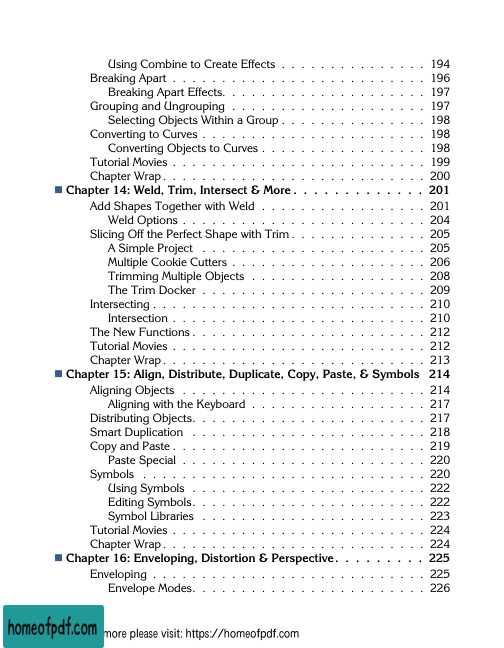 Using Combine to Create Effects . . . . . . . . . . . . . . . 194
Breaking Apart . . . . . . . . . . . . . . . . . . . . . . . . 196
Breaking Apart Effects. . . . . . . . . . . . . . . . . . . . 197
Grouping and Ungrouping . . . . . . . . . . . . . . . . . . . 197
Selecting Objects Within a Group . . . . . . . . . . . . . . 198
Converting to Curves . . . . . . . . . . . . . . . . . . . . . 198
Converting Objects to Curves . . . . . . . . . . . . . . . . 198
Tutorial Movies . . . . . . . . . . . . . . . . . . . . . . . . 199
Chapter Wrap. . . . . . . . . . . . . . . . . . . . . . . . . 200
■ Chapter 14: Weld, Trim, Intersect & More . . . . . . . . . . . . . 201
Add Shapes Together with Weld . . . . . . . . . . . . . . . . 201
Weld Options . . . . . . . . . . . . . . . . . . . . . . . . 204
Slicing Off the Perfect Shape with Trim . . . . . . . . . . . . . 205
A Simple Project . . . . . . . . . . . . . . . . . . . . . . 205
Multiple Cookie Cutters . . . . . . . . . . . . . . . . . . . 206
Trimming Multiple Objects . . . . . . . . . . . . . . . . . 208
The Trim Docker . . . . . . . . . . . . . . . . . . . . . . 209
Intersecting . . . . . . . . . . . . . . . . . . . . . . . . . . 210
Intersection . . . . . . . . . . . . . . . . . . . . . . . . . 210
The New Functions . . . . . . . . . . . . . . . . . . . . . . 212
Tutorial Movies . . . . . . . . . . . . . . . . . . . . . . . . 212
Chapter Wrap. . . . . . . . . . . . . . . . . . . . . . . . . 213
■ Chapter 15: Align, Distribute, Duplicate, Copy, Paste, & Symbols 214
Aligning Objects . . . . . . . . . . . . . . . . . . . . . . . 214
Aligning with the Keyboard . . . . . . . . . . . . . . . . . 217
Distributing Objects. . . . . . . . . . . . . . . . . . . . . . 217
Smart Duplication . . . . . . . . . . . . . . . . . . . . . . 218
Copy and Paste . . . . . . . . . . . . . . . . . . . . . . . . 219
Paste Special . . . . . . . . . . . . . . . . . . . . . . . . 220
Symbols . . . . . . . . . . . . . . . . . . . . . . . . . . . 220
Using Symbols . . . . . . . . . . . . . . . . . . . . . . . 222
Editing Symbols. . . . . . . . . . . . . . . . . . . . . . . 222
Symbol Libraries . . . . . . . . . . . . . . . . . . . . . . 223
Tutorial Movies . . . . . . . . . . . . . . . . . . . . . . . . 224
Chapter Wrap. . . . . . . . . . . . . . . . . . . . . . . . . 224
■ Chapter 16: Enveloping, Distortion & Perspective . . . . . . . . . 225
Enveloping . . . . . . . . . . . . . . . . . . . . . . . . . . 225
Envelope Modes. . . . . . . . . . . . . . . . . . . . . . . 226
homeofpdf.com more please visit: https://homeofpdf.com